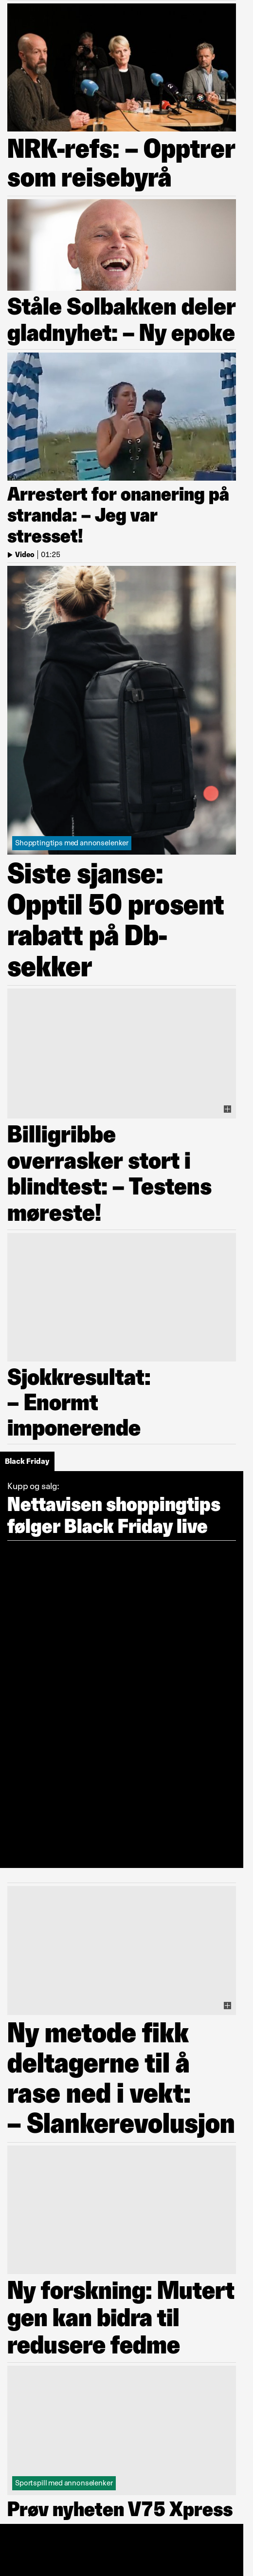 NRK-refs: – Opptrer
som reisebyrå
Ståle Solbakken deler
gladnyhet: – Ny epoke
Arrestert for onanering på
stranda: – Jeg var
stresset!
Video | 01:25
Shopptingtips med annonselenker
Siste sjanse:
Opptil 50 prosent
rabatt på Db-
sekker
Billigribbe
overrasker stort i
blindtest: – Testens
møreste!
Sjokkresultat:
– Enormt
imponerende
Black Friday
Kupp og salg:
Nettavisen shoppingtips
følger Black Friday live
Ny metode fikk
deltagerne til å
rase ned i vekt:
– Slankerevolusjon
Ny forskning: Mutert
gen kan bidra til
redusere fedme
Sportspill med annonselenker
Prøv nyheten V75 Xpress